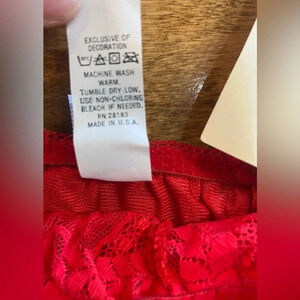 EXCLUSIVE OF
DECORATION
MACHINE WASH
WARM.
TUMBLE DRY LOW.
USE NON-CHLORINE
BLEACH IF NEEDED.
RN 28183
MADE IN U.S.A.